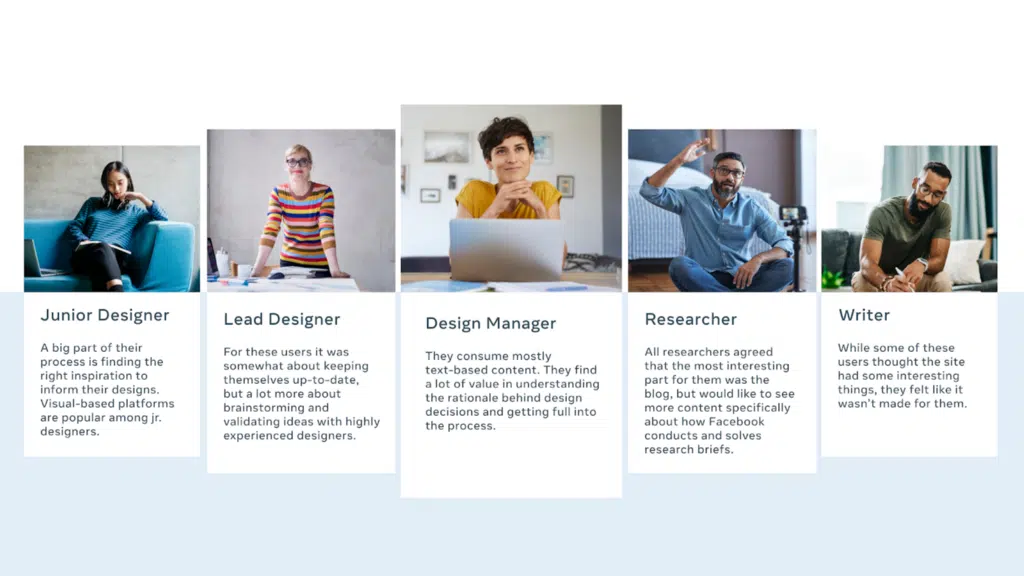 Junior Designer
A big part of their
process is finding the
right inspiration to
inform their designs.
Visual-based platforms
are popular among jr.
designers.
Lead Designer
For these users it was
somewhat about keeping
themselves up-to-date,
but a lot more about
brainstorming and
validating ideas with highly
experienced designers.
Design Manager
They consume mostly
text-based content. They find
a lot of value in understanding
the rationale behind design
decisions and getting full into
the process.
Researcher
All researchers agreed
that the most interesting
part for them was the
blog, but would like to see
more content specifically
about how Facebook
conducts and solves
research briefs.
Writer
While some of these
users thought the site
had some interesting
things, they felt like it
wasn't made for them.